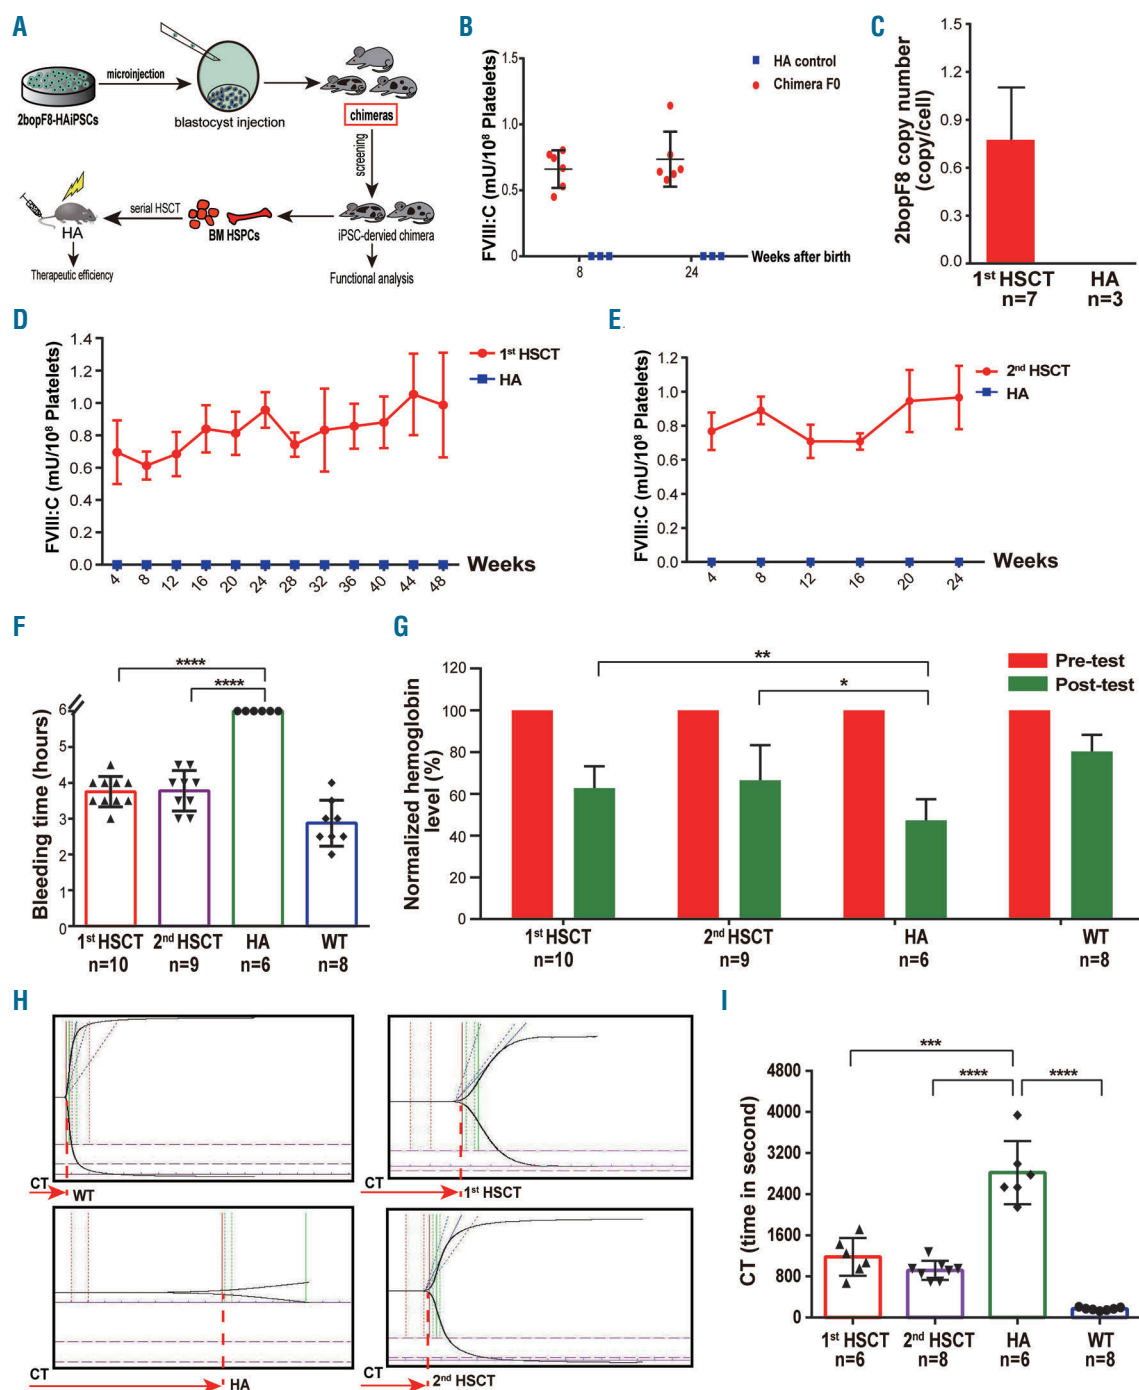 A
2bopF8-HAiPSCs
microinjection
blastocyst injection
chimeras
screening
iPSC-dervied chimera
Functional analysis
BM HSPCs
serial HSCT
HA
Therapeutic efficiency
B
FVIII:C (mU/10⁸ Platelets)
1.5
1.0
0.5
0
8
24
Weeks after birth
HA control
Chimera F0
C
2bopF8 copy number
(copy/cell)
1.5
1.2
0.9
0.6
0.3
0.0
1st HSCT
n=7
HA
n=3
D
FVIII:C (mU/10⁸ Platelets)
1.4
1.2
1.0
0.8
0.6
0.4
0.2
0.0
4 8 12 16 20 24 28 32 36 40 44 48
Weeks
1st HSCT
HA
E.
FVIII:C (mU/10⁸ Platelets)
1.2
1.0
0.8
0.6
0.4
0.2
0.0
4 8 12 16 20 24
Weeks
2nd HSCT
HA
F
Bleeding time (hours)
6
4
3
2
1
0
****
****
1st HSCT
n=10
2nd HSCT
n=9
HA
n=6
WT
n=8
G
Normalized hemoglobin
level (%)
120
100
80
60
40
20
0
**
*
Pre-test
Post-test
1st HSCT
n=10
2nd HSCT
n=9
HA
n=6
WT
n=8
H
CT
WT
CT
1st HSCT
CT
HA
CT
2nd HSCT
I
CT (time in second)
4800
4000
3200
2400
1600
800
0
***
****
****
1st HSCT
n=6
2nd HSCT
n=8
HA
n=6
WT
n=8